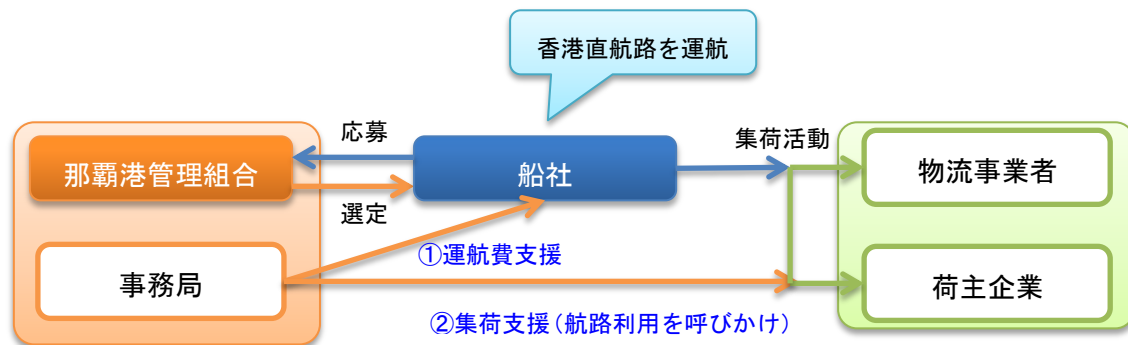 香港直航路を運航
応募
集荷活動
那覇港管理組合
船社
物流事業者
選定
①運航費支援
事務局
荷主企業
②集荷支援（航路利用を呼びかけ）